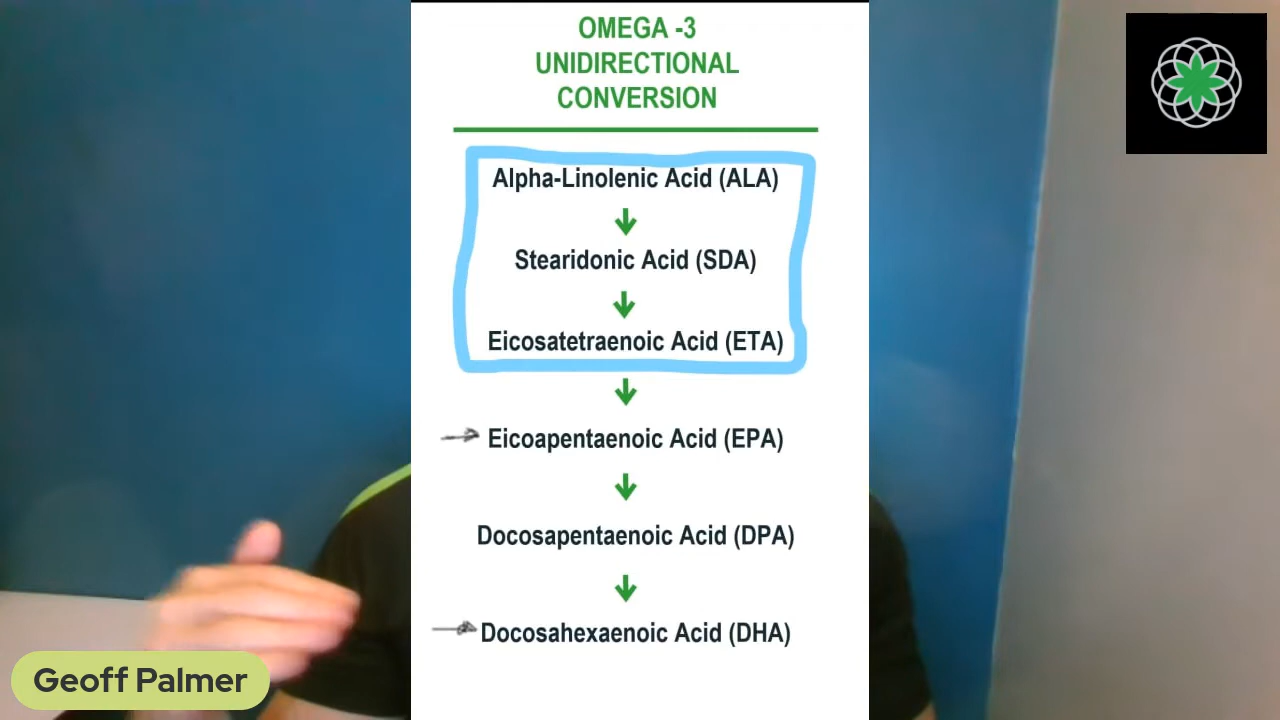 OMEGA -3
UNIDIRECTIONAL
CONVERSION
Alpha-Linolenic Acid (ALA)
Stearidonic Acid (SDA)
Eicosatetraenoic Acid (ETA)
Eicoapentaenoic Acid (EPA)
Docosapentaenoic Acid (DPA)
Docosahexaenoic Acid (DHA)
Geoff Palmer